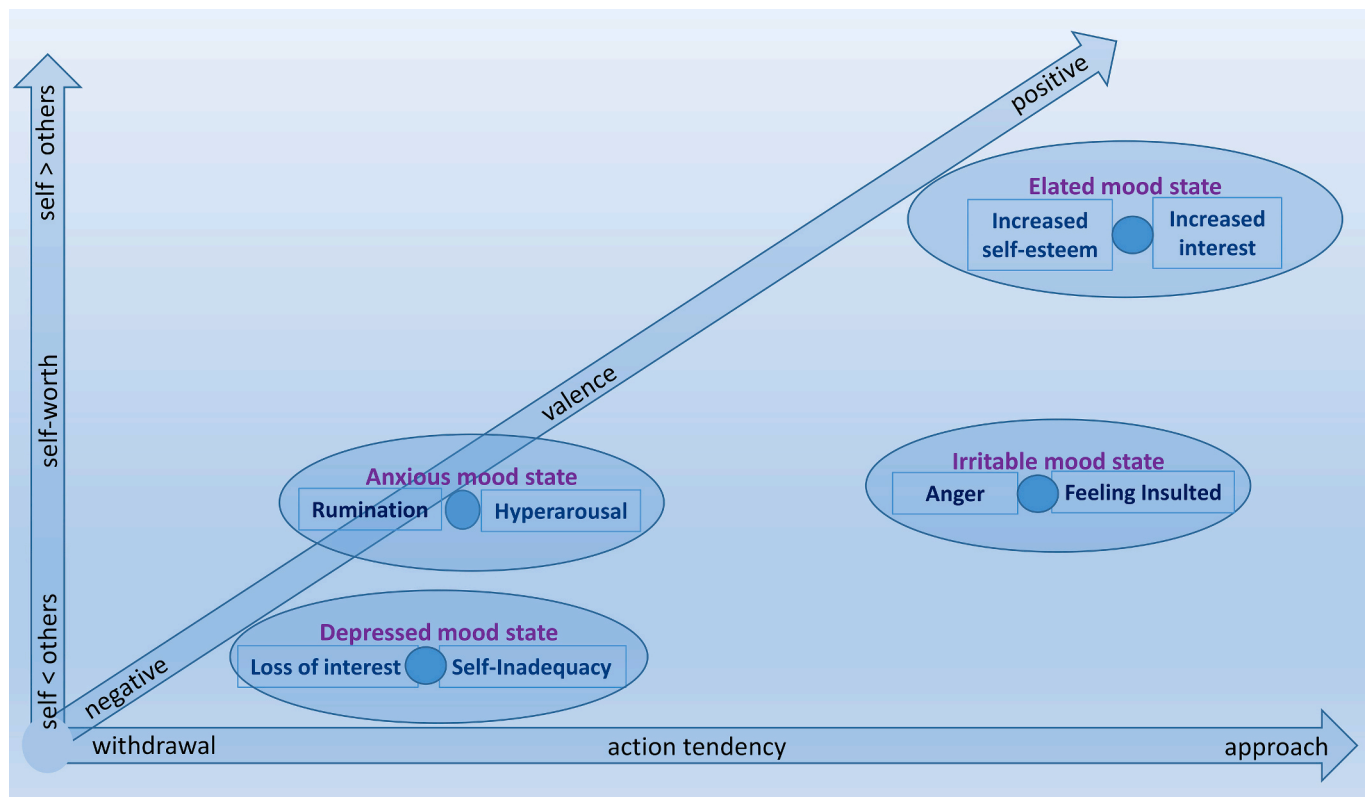 self > others
self-worth
self < others
positive
valence
negative
Elated mood state
Increased
self-esteem
Increased
interest
Anxious mood state
Rumination
Hyperarousal
Irritable mood state
Anger
Feeling Insulted
Depressed mood state
Loss of interest
Self-Inadequacy
withdrawal
action tendency
approach